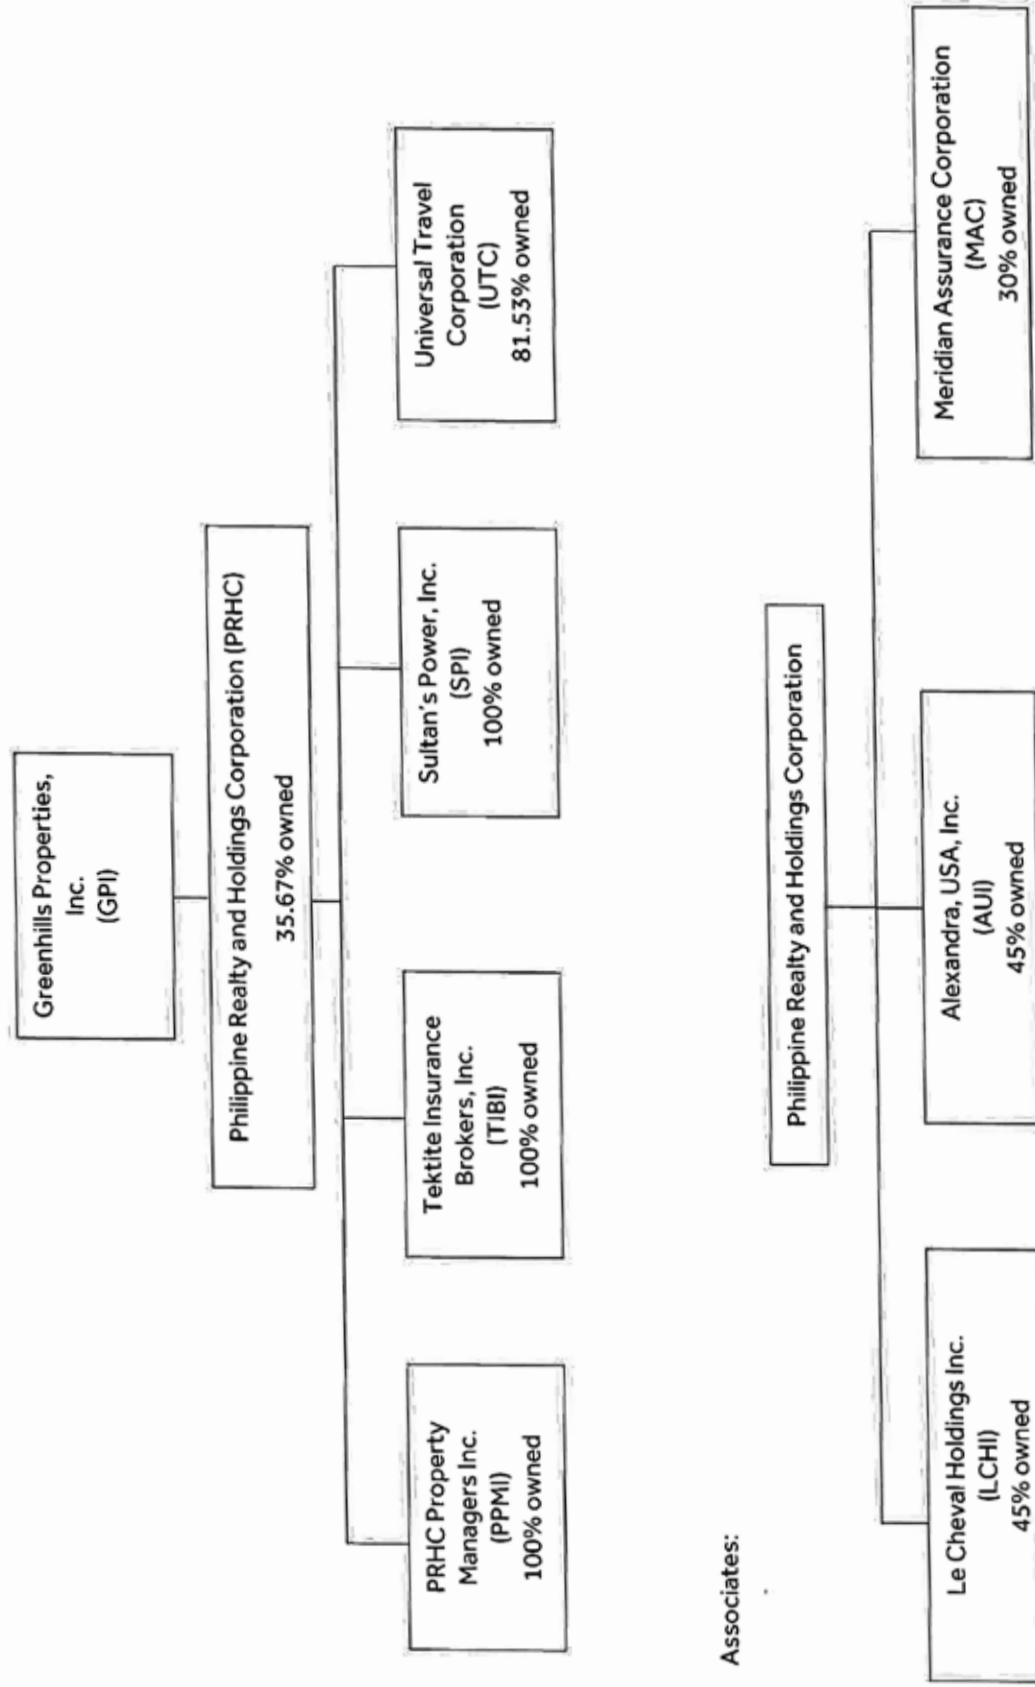 Greenhills Properties,
Inc.
(GPI)
Philippine Realty and Holdings Corporation (PRHC)
35.67% owned
PRHC Property
Managers Inc.
(PPMI)
100% owned
Tektite Insurance
Brokers, Inc.
(TIBI)
100% owned
Sultan's Power, Inc.
(SPI)
100% owned
Universal Travel
Corporation
(UTC)
81.53% owned
Associates:
Philippine Realty and Holdings Corporation
Le Cheval Holdings Inc.
(LCHI)
45% owned
Alexandra, USA, Inc.
(AUI)
45% owned
Meridian Assurance Corporation
(MAC)
30% owned